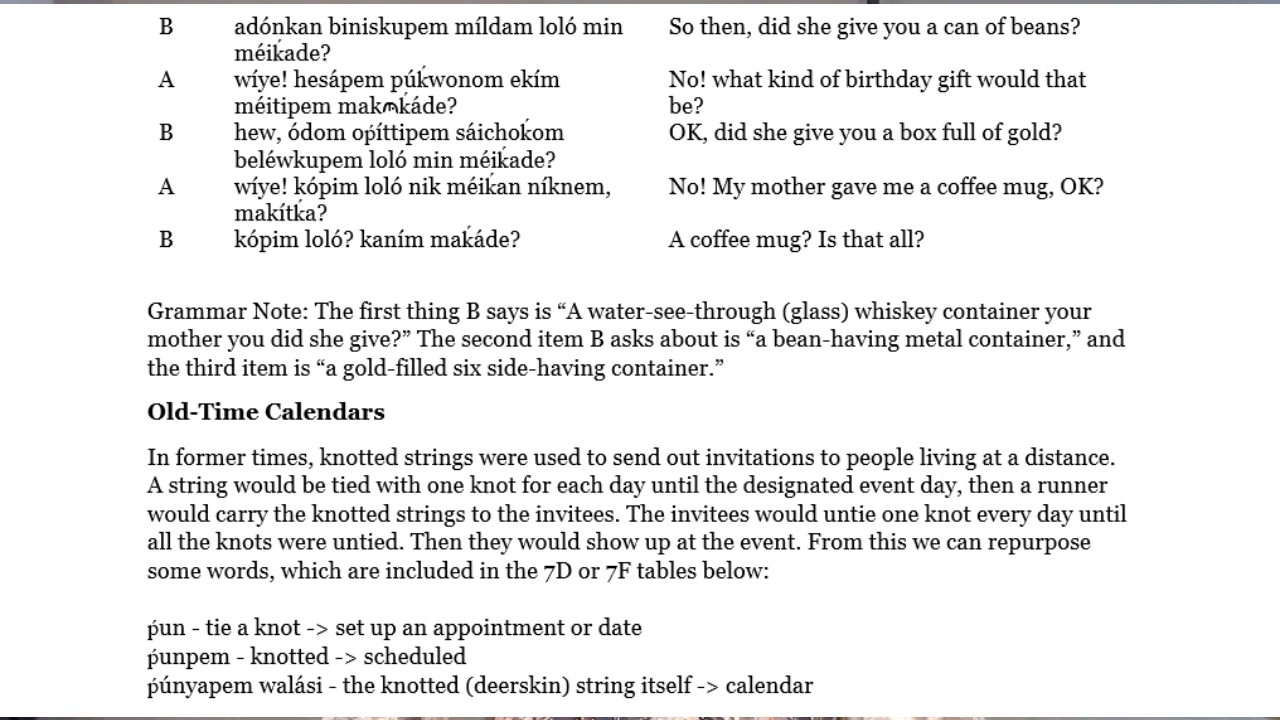 B adónkan biniskupem míldam loló min So then, did she give you a can of beans?
méiḱade?
A wíye! hesápem púḱwonom ekím No! what kind of birthday gift would that
méitipem makḱáde? be?
B hew, ódom oṕíttipem sáichoḱom OK, did she give you a box full of gold?
beléwkupem loló min méiḱade?
A wíye! kópim loló nik méiḱan níknem, No! My mother gave me a coffee mug, OK?
makítḱa?
B kópim loló? kaním maḱáde? A coffee mug? Is that all?
Grammar Note: The first thing B says is “A water-see-through (glass) whiskey container your
mother you did she give?” The second item B asks about is “a bean-having metal container,” and
the third item is “a gold-filled six side-having container.”
Old-Time Calendars
In former times, knotted strings were used to send out invitations to people living at a distance.
A string would be tied with one knot for each day until the designated event day, then a runner
would carry the knotted strings to the invitees. The invitees would untie one knot every day until
all the knots were untied. Then they would show up at the event. From this we can repurpose
some words, which are included in the 7D or 7F tables below:
ṕun - tie a knot -> set up an appointment or date
ṕunpem - knotted -> scheduled
ṕúnyapem walási - the knotted (deerskin) string itself -> calendar